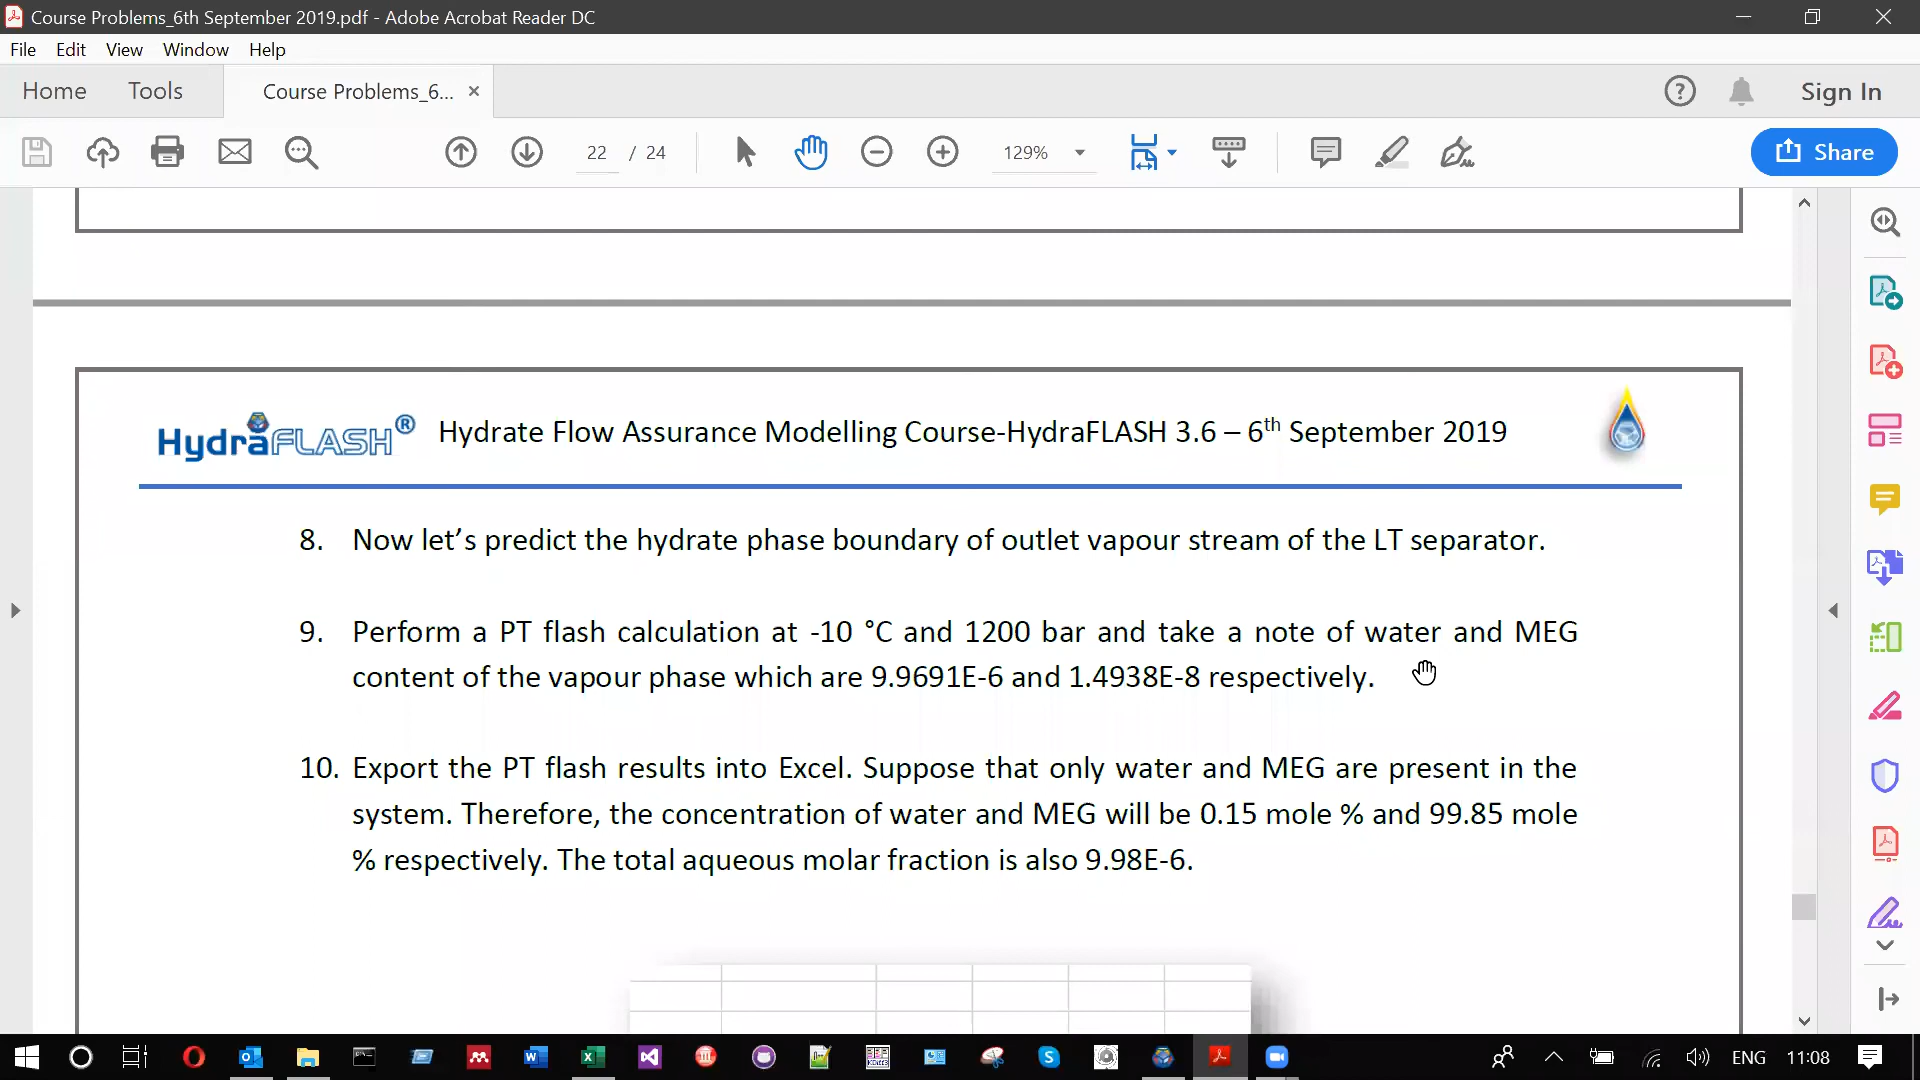 Course Problems_6th September 2019.pdf - Adobe Acrobat Reader DC
File Edit View Window Help
Home Tools Course Problems_6... × Sign In
22 / 24 129% Share
HydraFLASH® Hydrate Flow Assurance Modelling Course-HydraFLASH 3.6 – 6th September 2019
8. Now let’s predict the hydrate phase boundary of outlet vapour stream of the LT separator.
9. Perform a PT flash calculation at -10 °C and 1200 bar and take a note of water and MEG
content of the vapour phase which are 9.9691E-6 and 1.4938E-8 respectively.
10. Export the PT flash results into Excel. Suppose that only water and MEG are present in the
system. Therefore, the concentration of water and MEG will be 0.15 mole % and 99.85 mole
% respectively. The total aqueous molar fraction is also 9.98E-6.
ENG 11:08